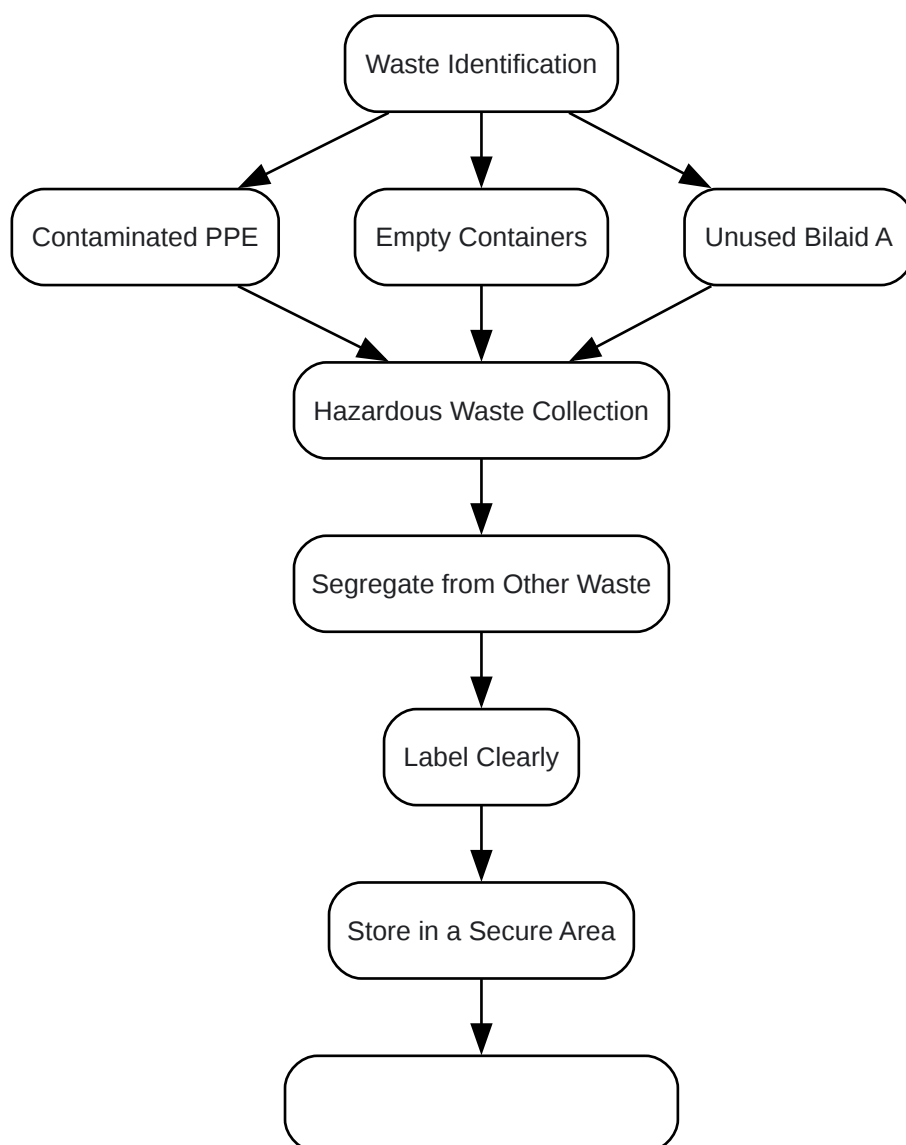 Waste Identification
Contaminated PPE
Empty Containers
Unused Bilaid A
Hazardous Waste Collection
Segregate from Other Waste
Label Clearly
Store in a Secure Area